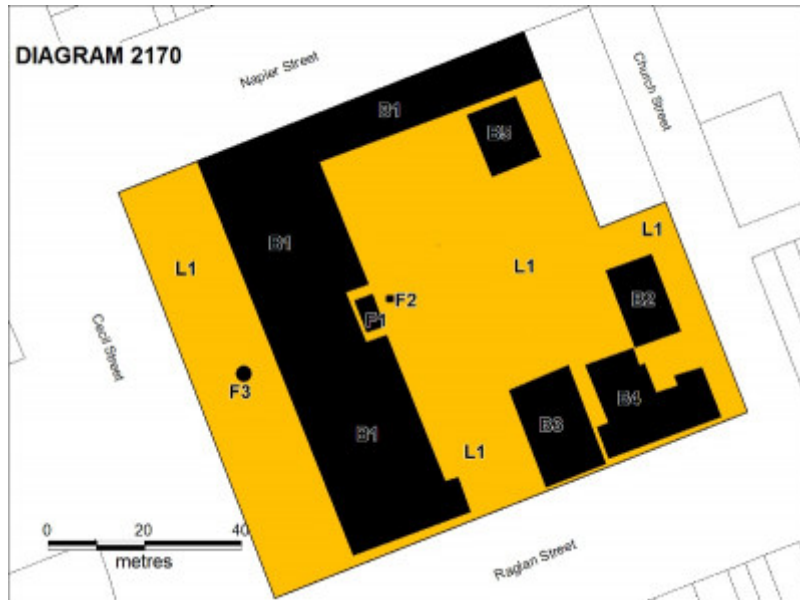 DIAGRAM 2170
Napier Street
Church Street
B1
B5
L1
L1
B1
L1
B2
F2
F1
Cecil Street
F3
B4
B3
B1
L1
0 20 40
metres
Raglan Street